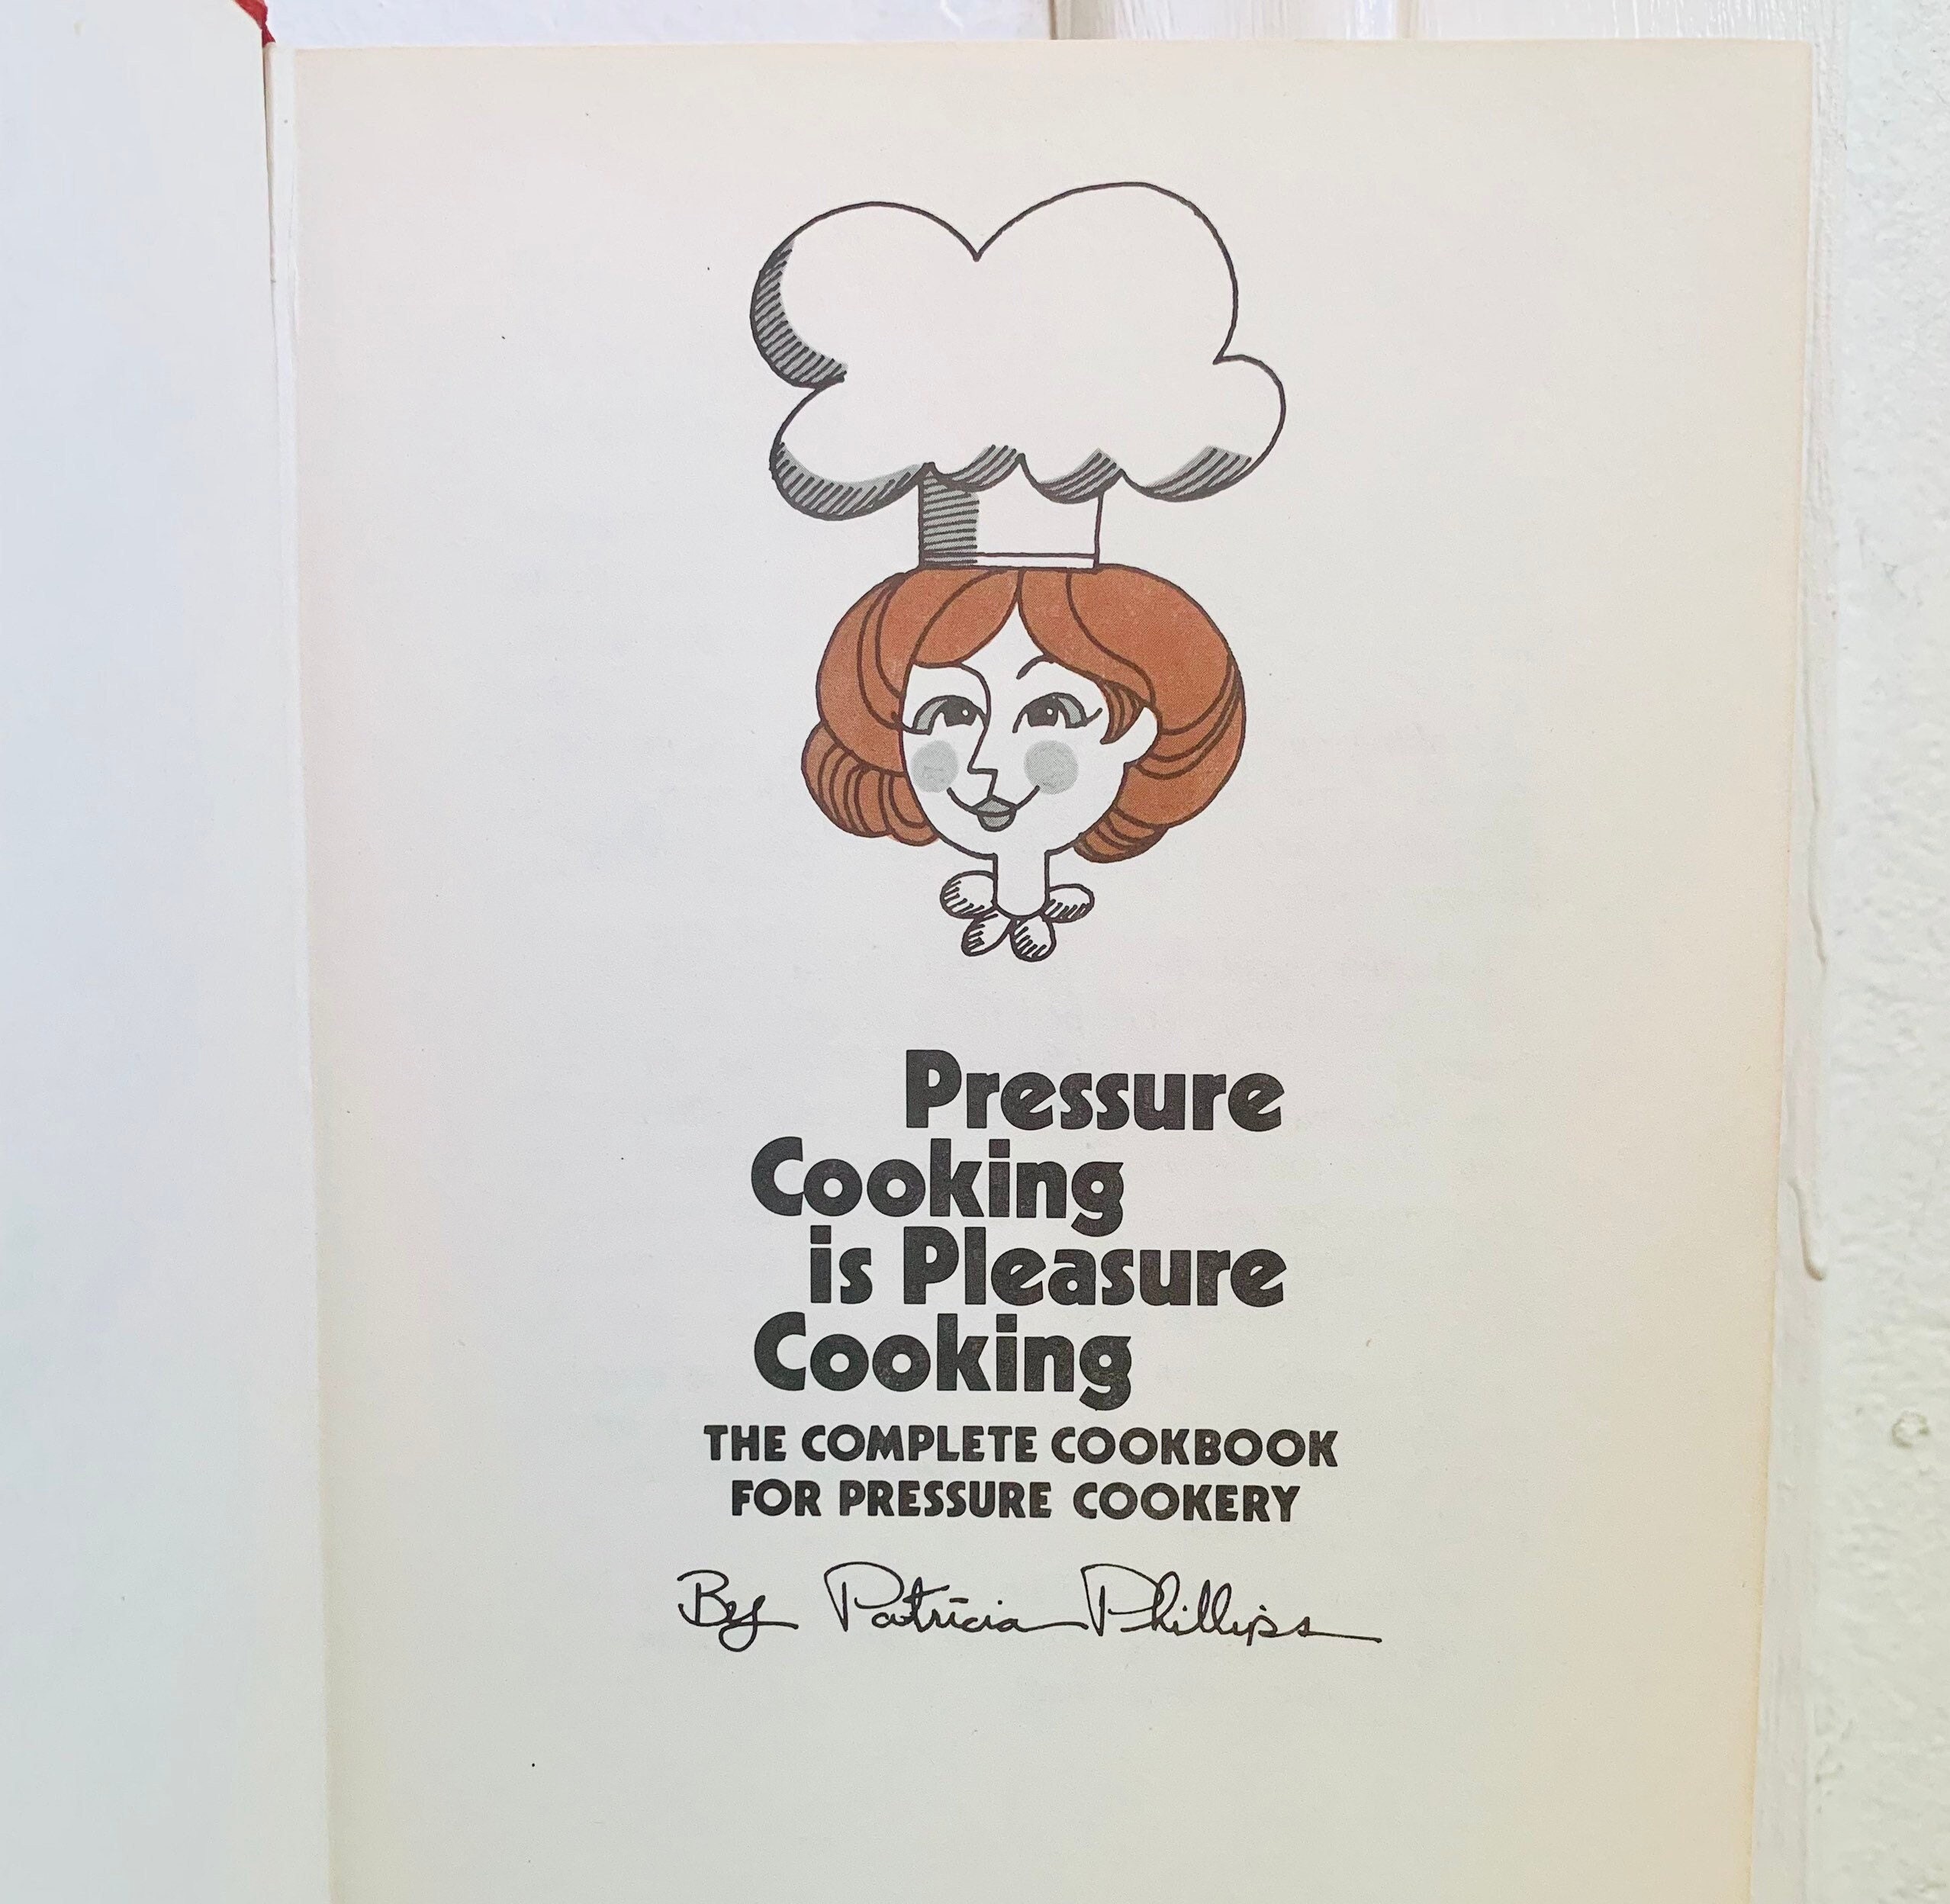 Pressure
Cooking
is Pleasure
Cooking
THE COMPLETE COOKBOOK
FOR PRESSURE COOKERY
By Patricia Phillips